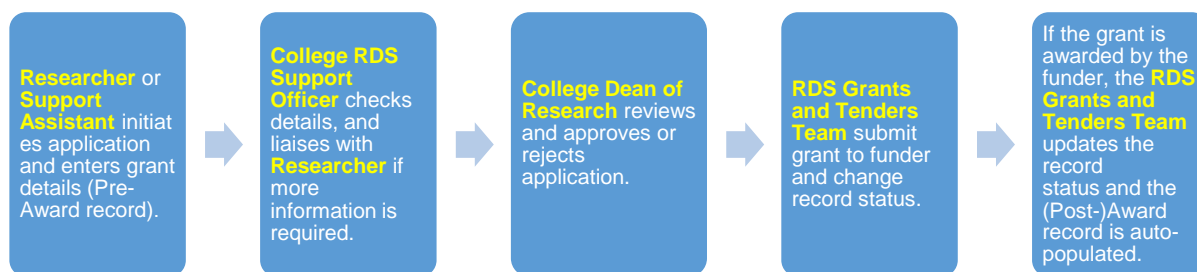 Researcher or
Support
Assistant initiat
es application
and enters grant
details (Pre-
Award record).
College RDS
Support
Officer checks
details, and
liaises with
Researcher if
more
information is
required.
College Dean of
Research reviews
and approves or
rejects
application.
RDS Grants
and Tenders
Team submit
grant to funder
and change
record status.
If the grant is
awarded by the
funder, the RDS
Grants and
Tenders Team
updates the
record
status and the
(Post-)Award
record is auto-
populated.